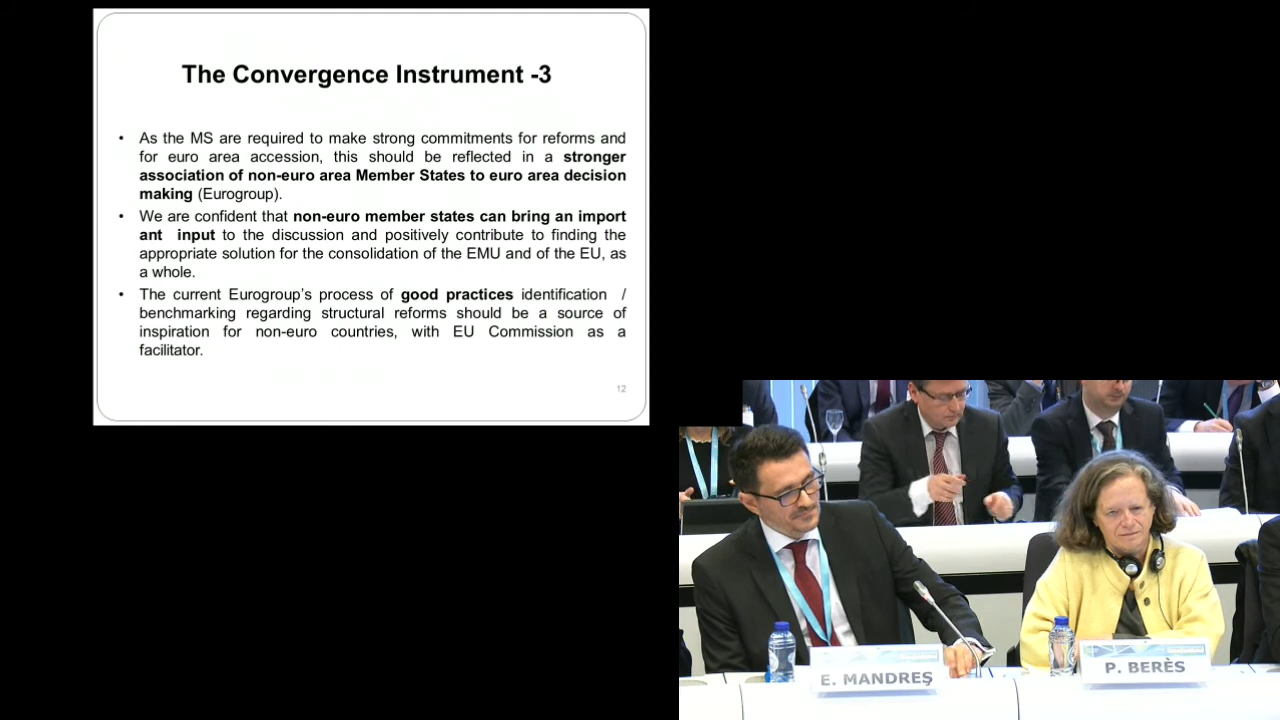 The Convergence Instrument -3
• As the MS are required to make strong commitments for reforms and
for euro area accession, this should be reflected in a stronger
association of non-euro area Member States to euro area decision
making (Eurogroup).
• We are confident that non-euro member states can bring an import
ant input to the discussion and positively contribute to finding the
appropriate solution for the consolidation of the EMU and of the EU, as
a whole.
• The current Eurogroup's process of good practices identification /
benchmarking regarding structural reforms should be a source of
inspiration for non-euro countries, with EU Commission as a
facilitator.
12
E. MANDREŞ
P. BERÈS